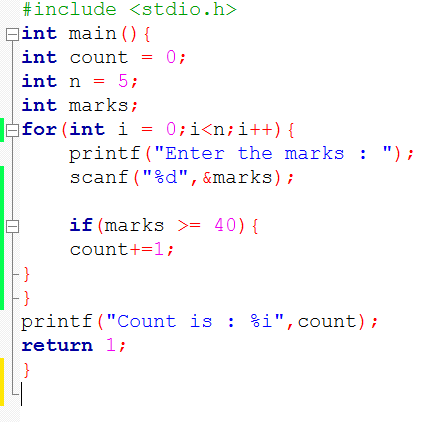 #include <stdio.h>
int main(){
int count = 0;
int n = 5;
int marks;
for(int i = 0;i<n;i++){
    printf("Enter the marks : ");
    scanf("%d",&marks);

    if(marks >= 40){
    count+=1;
}
}
printf("Count is : %i",count);
return 1;
}